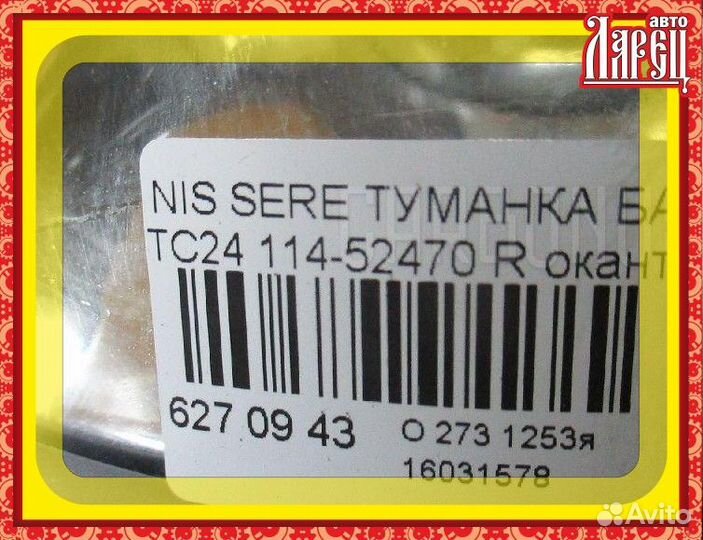 авто
Ларец
NIS SERE ТУМАНКА БА
TC24 114-52470 R окант
627 09 43
О 273 1253я
16031578
Avito